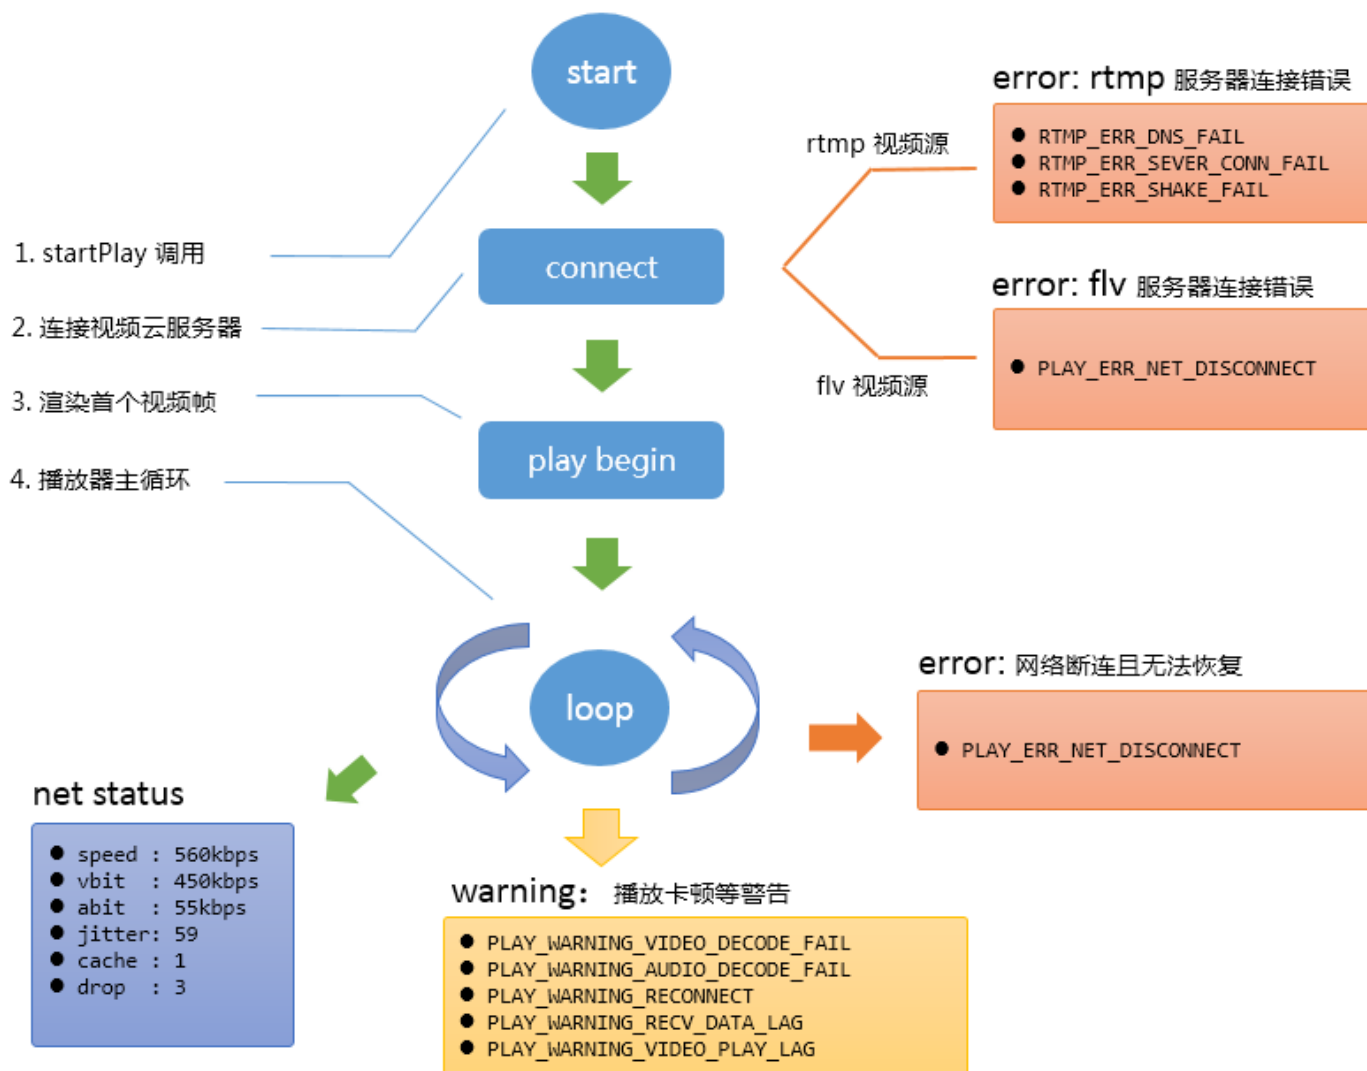 start
error: rtmp 服务器连接错误
● RTMP_ERR_DNS_FAIL
● RTMP_ERR_SEVER_CONN_FAIL
● RTMP_ERR_SHAKE_FAIL
rtmp 视频源
1. startPlay 调用
connect
error: flv 服务器连接错误
● PLAY_ERR_NET_DISCONNECT
2. 连接视频云服务器
flv 视频源
3. 渲染首个视频帧
play begin
4. 播放器主循环
loop
error: 网络断连且无法恢复
● PLAY_ERR_NET_DISCONNECT
net status
● speed : 560kbps
● vbit : 450kbps
● abit : 55kbps
● jitter: 59
● cache : 1
● drop : 3
warning: 播放卡顿等警告
● PLAY_WARNING_VIDEO_DECODE_FAIL
● PLAY_WARNING_AUDIO_DECODE_FAIL
● PLAY_WARNING_RECONNECT
● PLAY_WARNING_RECV_DATA_LAG
● PLAY_WARNING_VIDEO_PLAY_LAG